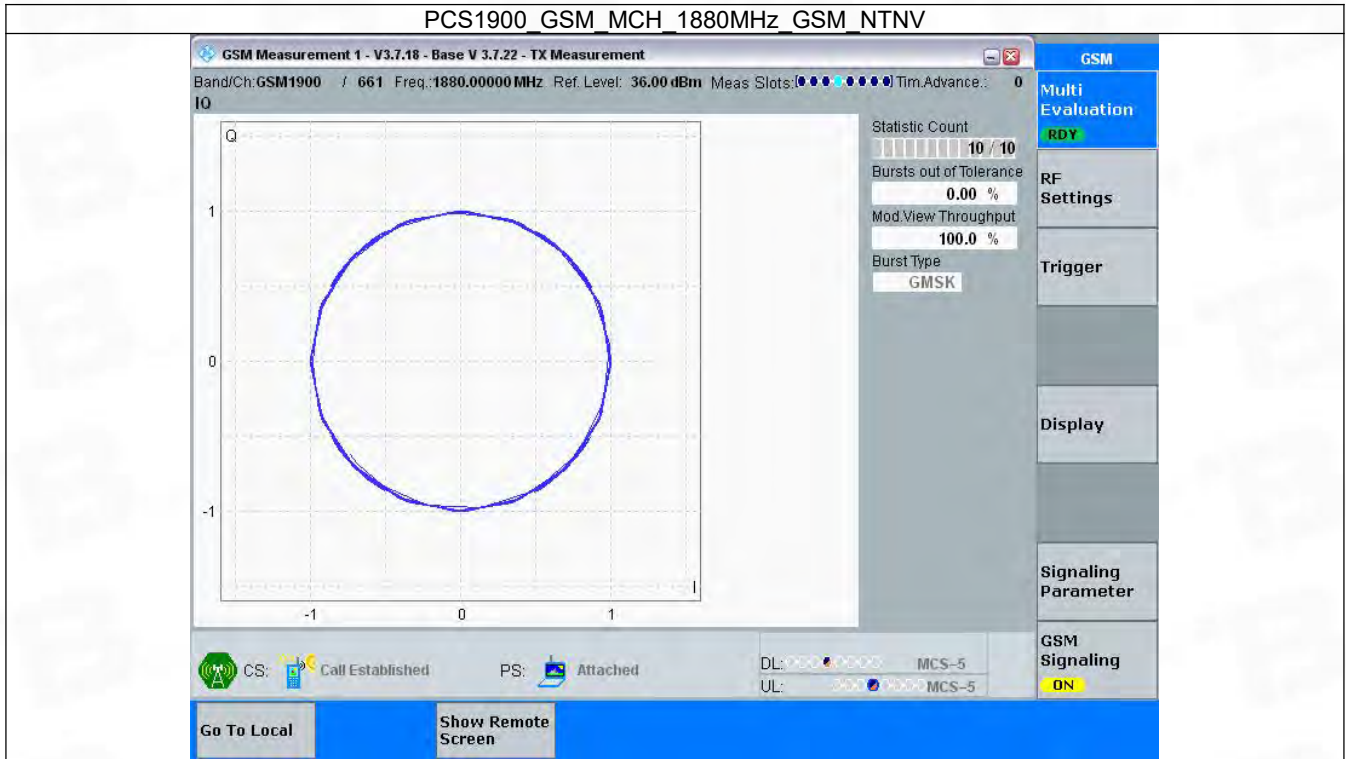 PCS1900_GSM_MCH_1880MHz_GSM_NTNV
GSM Measurement 1 - V3.7.18 - Base V 3.7.22 - TX Measurement
Band/Ch:GSM1900 / 661 Freq.:1880.00000 MHz Ref. Level: 36.00 dBm Meas Slots: Tim.Advance.: 0
IQ
Q
1
0
-1
I
-1 0 1
Statistic Count
10 / 10
Bursts out of Tolerance
0.00 %
Mod.View Throughput
100.0 %
Burst Type
GMSK
GSM
Multi
Evaluation
RDY
RF
Settings
Trigger
Display
Signaling
Parameter
GSM
Signaling
ON
CS: Call Established PS: Attached
DL: MCS-5
UL: MCS-5
Go To Local
Show Remote
Screen